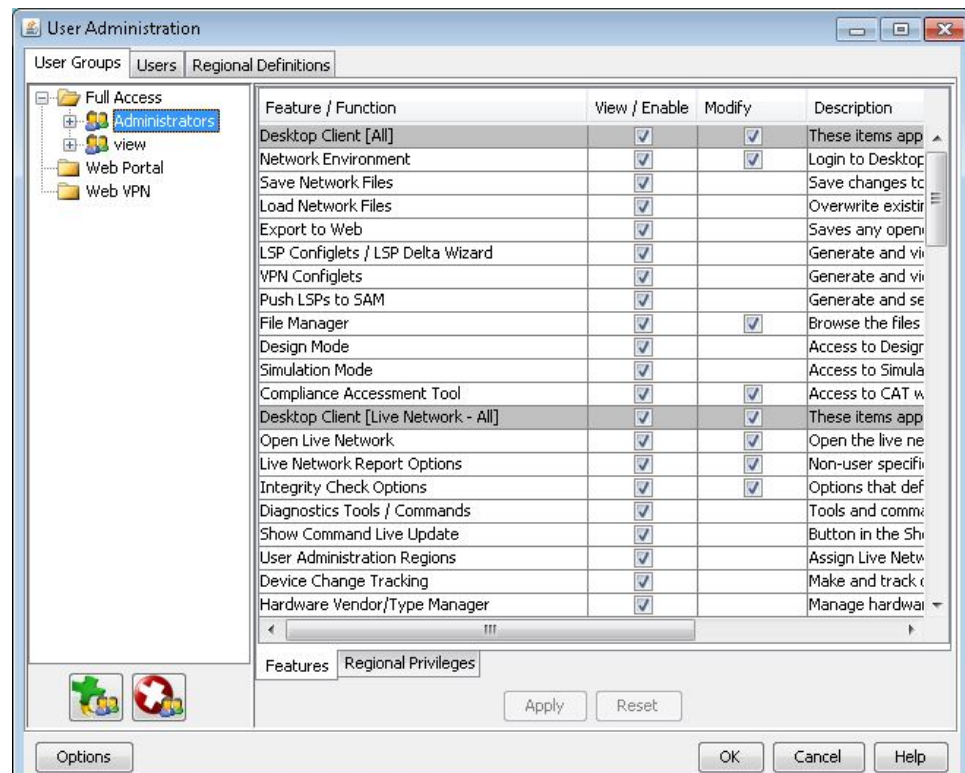 User Administration
User Groups Users Regional Definitions
Full Access
Administrators
view
Web Portal
Web VPN
Feature / Function View / Enable Modify Description
Desktop Client [All] These items app
Network Environment Login to Desktop
Save Network Files Save changes to
Load Network Files Overwrite existin
Export to Web Saves any open
LSP Configlets / LSP Delta Wizard Generate and vi
VPN Configlets Generate and vi
Push LSPs to SAM Generate and se
File Manager Browse the files
Design Mode Access to Design
Simulation Mode Access to Simula
Compliance Accessment Tool Access to CAT w
Desktop Client [Live Network - All] These items app
Open Live Network Open the live ne
Live Network Report Options Non-user specifi
Integrity Check Options Options that def
Diagnostics Tools / Commands Tools and comma
Show Command Live Update Button in the Sh
User Administration Regions Assign Live Netw
Device Change Tracking Make and track
Hardware Vendor/Type Manager Manage hardwar
Features Regional Privileges
Apply Reset
Options OK Cancel Help